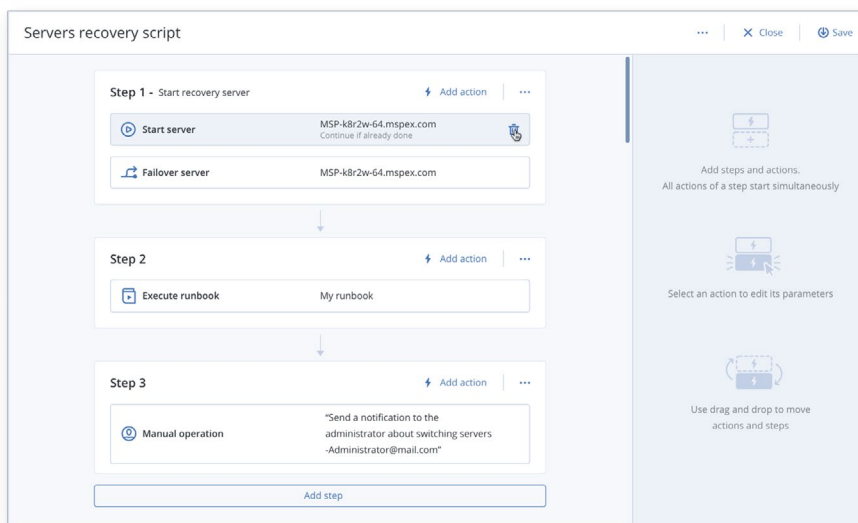 Servers recovery script
... Close Save
Step 1 - Start recovery server Add action ...
Start server MSP-k8r2w-64.mspex.com
Continue if already done
Failover server MSP-k8r2w-64.mspex.com
Step 2 Add action ...
Execute runbook My runbook
Step 3 Add action ...
Manual operation “Send a notification to the
administrator about switching servers
-Administrator@mail.com”
Add step
Add steps and actions.
All actions of a step start simultaneously
Select an action to edit its parameters
Use drag and drop to move
actions and steps